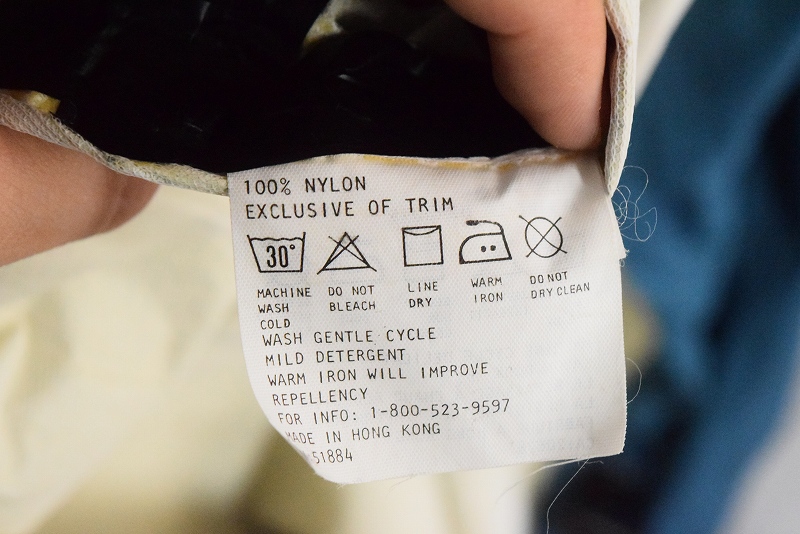 100% NYLON
EXCLUSIVE OF TRIM
30°
MACHINE WASH COLD
DO NOT BLEACH
LINE DRY
WARM IRON
DO NOT DRY CLEAN
WASH GENTLE CYCLE
MILD DETERGENT
WARM IRON WILL IMPROVE
REPELLENCY
FOR INFO: 1-800-523-9597
MADE IN HONG KONG
51884